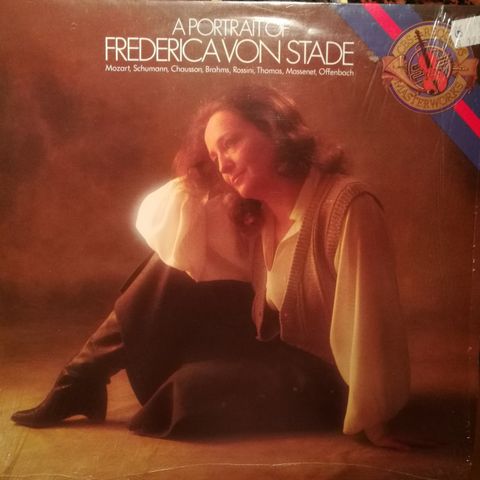 A PORTRAIT OF
FREDERICA VON STADE
Mozart, Schumann, Chausson, Brahms, Rossini, Thomas, Massenet, Offenbach
MASTERWORKS